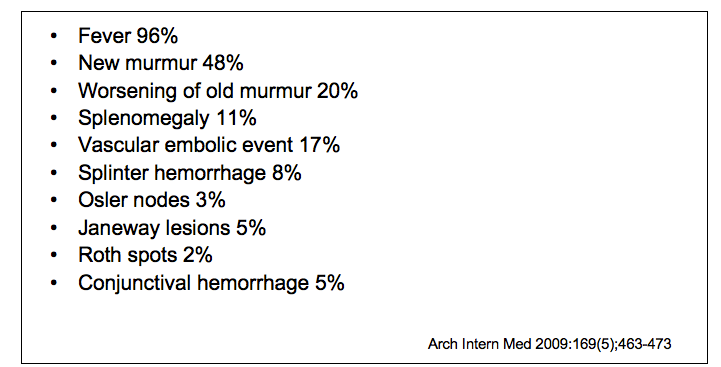 • Fever 96%
• New murmur 48%
• Worsening of old murmur 20%
• Splenomegaly 11%
• Vascular embolic event 17%
• Splinter hemorrhage 8%
• Osler nodes 3%
• Janeway lesions 5%
• Roth spots 2%
• Conjunctival hemorrhage 5%
Arch Intern Med 2009:169(5);463-473